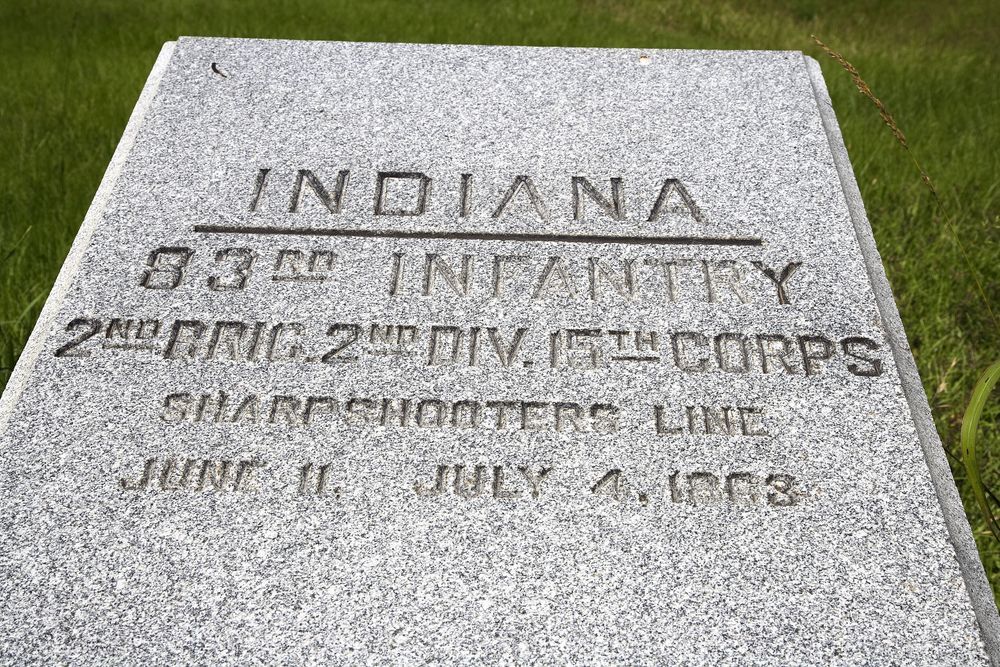 INDIANA
83RD INFANTRY
2ND BRIG. 2ND DIV. 15TH CORPS
SHARPSHOOTERS LINE
JUNE 11. JULY 4. 1863